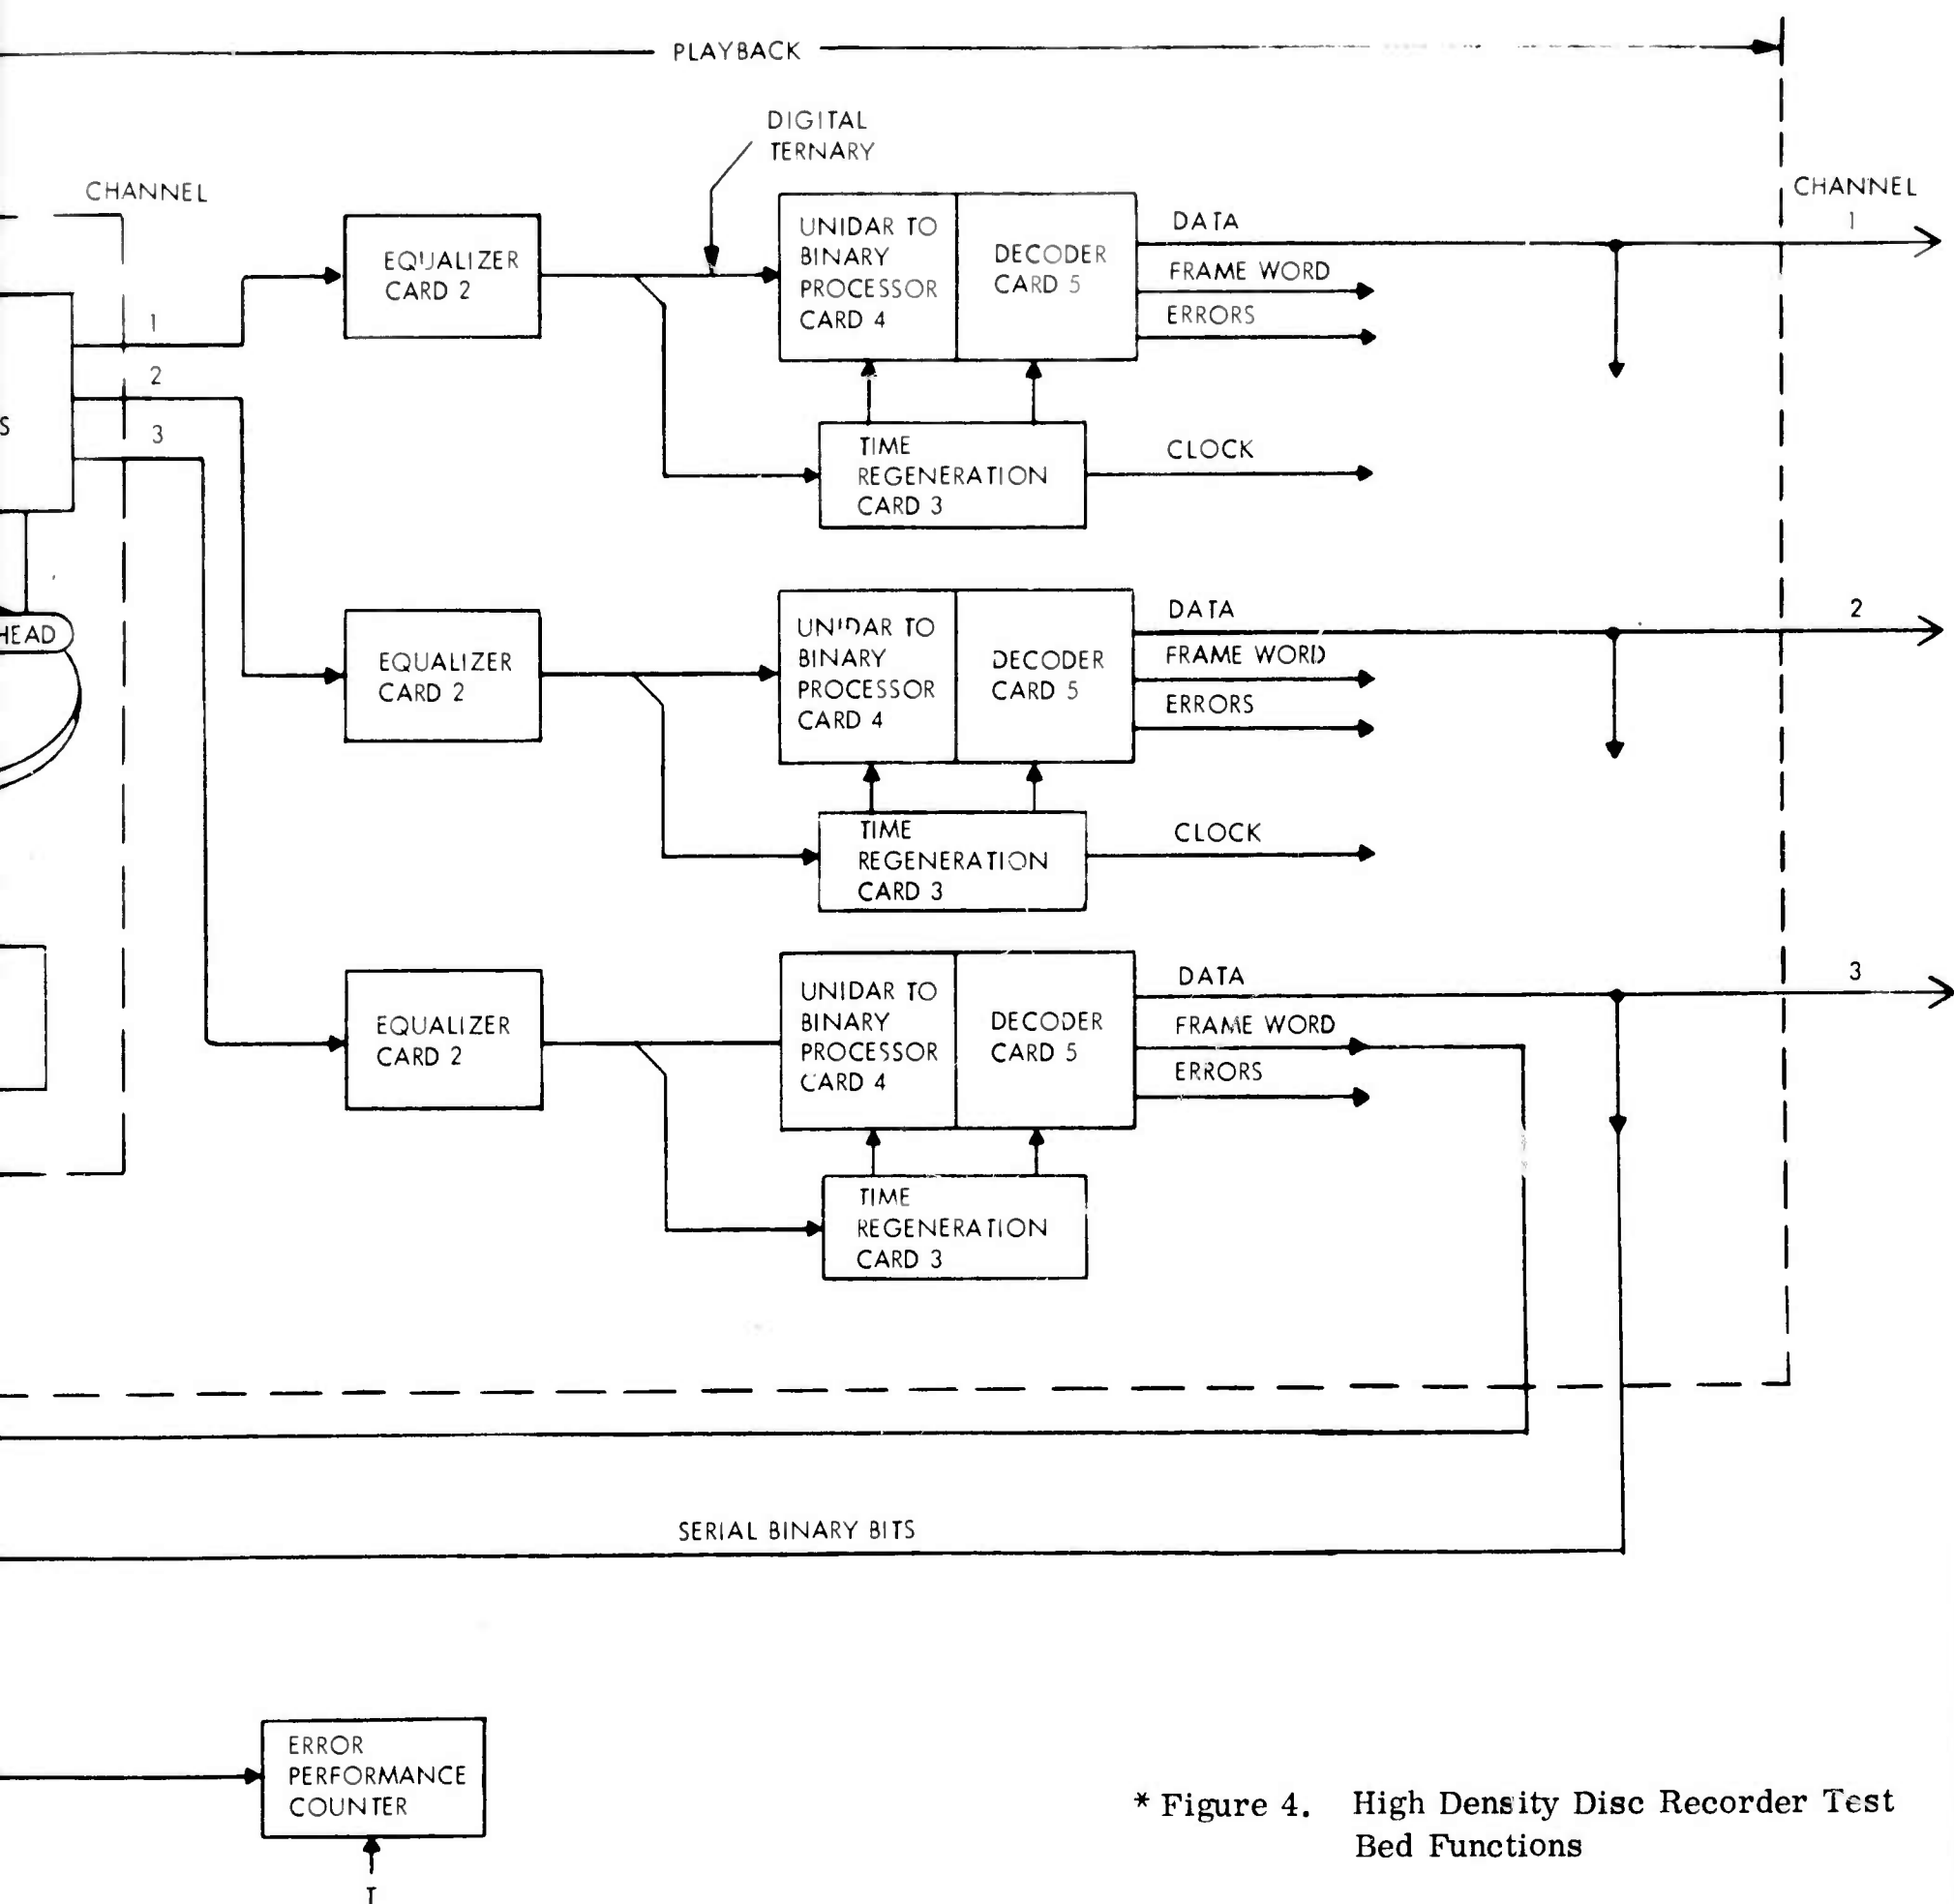 PLAYBACK
DIGITAL
TERNARY
CHANNEL
CHANNEL
1
EQUALIZER
CARD 2
UNIDAR TO
BINARY
PROCESSOR
CARD 4
DECODER
CARD 5
DATA
FRAME WORD
ERRORS
1
2
3
S
TIME
REGENERATION
CARD 3
CLOCK
HEAD
EQUALIZER
CARD 2
UNIDAR TO
BINARY
PROCESSOR
CARD 4
DECODER
CARD 5
DATA
FRAME WORD
ERRORS
2
TIME
REGENERATION
CARD 3
CLOCK
EQUALIZER
CARD 2
UNIDAR TO
BINARY
PROCESSOR
CARD 4
DECODER
CARD 5
DATA
FRAME WORD
ERRORS
3
TIME
REGENERATION
CARD 3
SERIAL BINARY BITS
ERROR
PERFORMANCE
COUNTER
* Figure 4. High Density Disc Recorder Test
Bed Functions